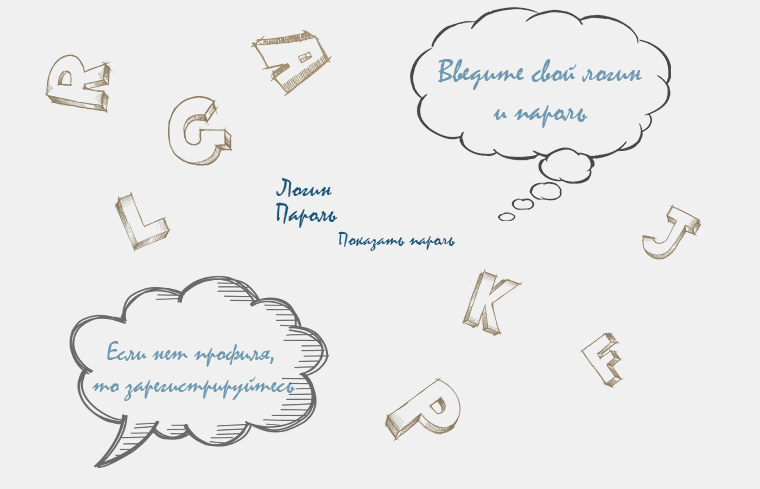 R
A
G
Введите свой логин
и пароль
Логин
Пароль
Показать пароль
L
J
K
Если нет профиля,
то зарегистрируйтесь
F
P